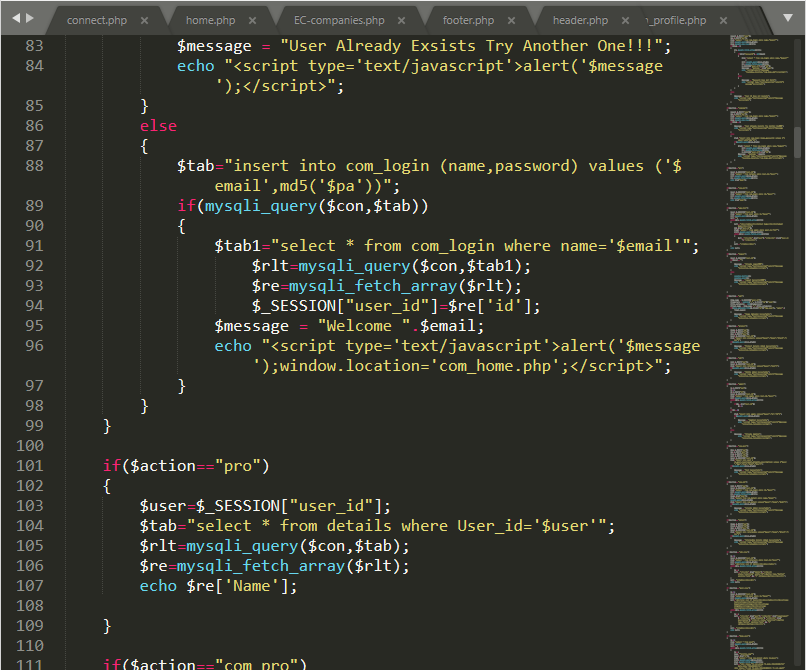 connect.php × home.php × EC-companies.php × footer.php × header.php × _profile.php ×
83 $message = "User Already Exsists Try Another One!!!";
84 echo "<script type='text/javascript'>alert('$message
');</script>";
85 }
86 else
87 {
88 $tab="insert into com_login (name,password) values ('$
email',md5('$pa'))";
89 if(mysqli_query($con,$tab))
90 {
91 $tab1="select * from com_login where name='$email'";
92 $rlt=mysqli_query($con,$tab1);
93 $re=mysqli_fetch_array($rlt);
94 $_SESSION["user_id"]=$re['id'];
95 $message = "Welcome ".$email;
96 echo "<script type='text/javascript'>alert('$message
');window.location='com_home.php';</script>";
97 }
98 }
99 }
100
101 if($action=="pro")
102 {
103 $user=$_SESSION["user_id"];
104 $tab="select * from details where User_id='$user'";
105 $rlt=mysqli_query($con,$tab);
106 $re=mysqli_fetch_array($rlt);
107 echo $re['Name'];
108
109 }
110
111 if($action=="com_pro")